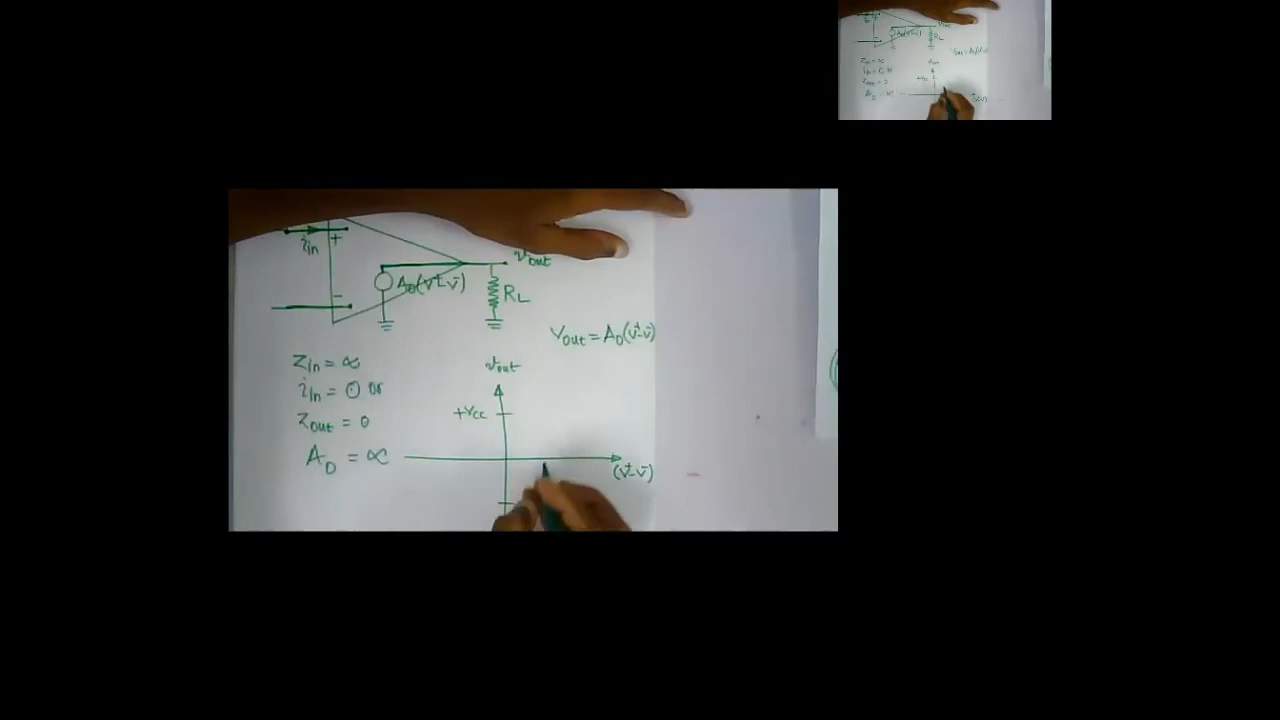 iin
+
-
Vout
A0(V+-V-)
RL
Vout = A0(V+-V-)
Zin = ∝
iin = 0 or
Zout = 0
A0 = ∝
Vout
+Vcc
(V+-V-)